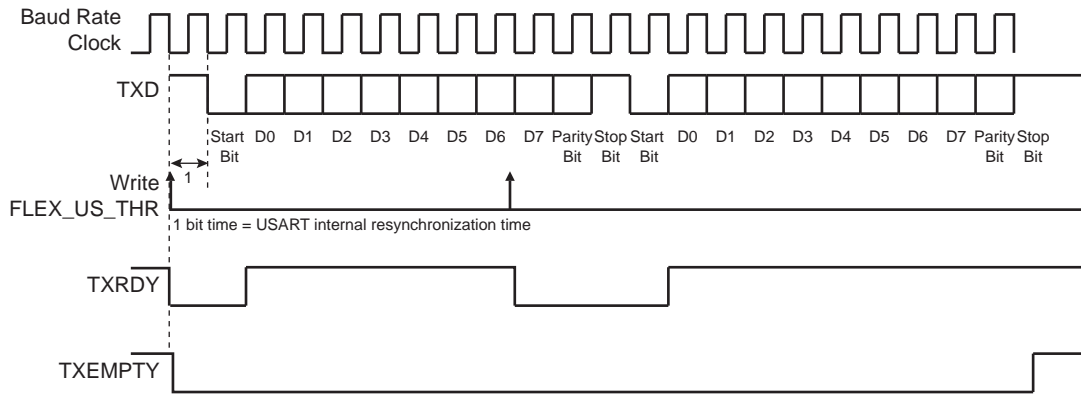 Baud Rate
Clock
TXD
Start D0 D1 D2 D3 D4 D5 D6 D7 Parity Stop Start D0 D1 D2 D3 D4 D5 D6 D7 Parity Stop
Bit Bit Bit Bit Bit Bit
1
Write
FLEX_US_THR
1 bit time = USART internal resynchronization time
TXRDY
TXEMPTY